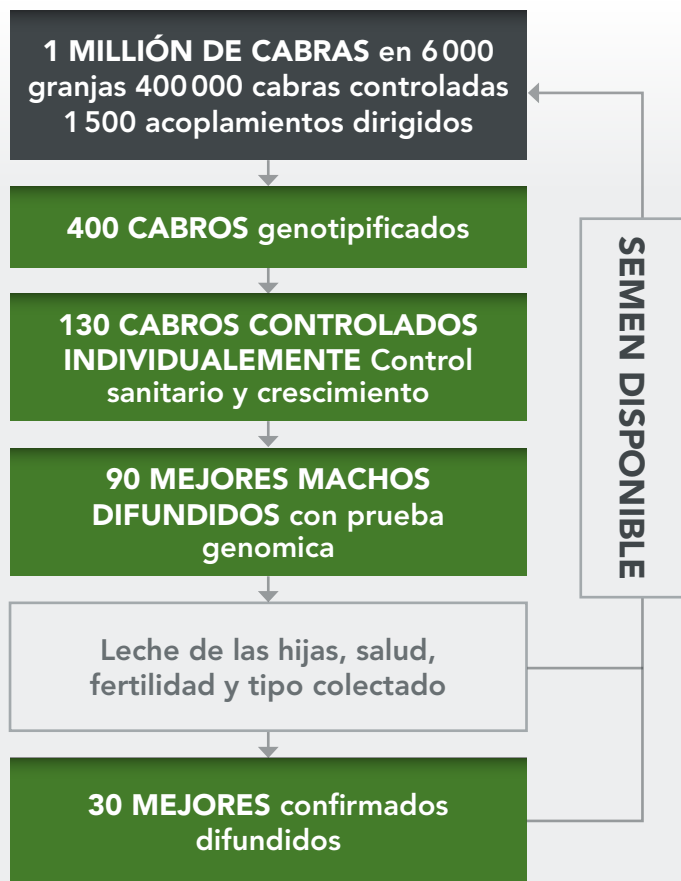 1 MILLIÓN DE CABRAS en 6 000
granjas 400 000 cabras controladas
1 500 acoplamientos dirigidos
400 CABROS genotipificados
130 CABROS CONTROLADOS
INDIVIDUALEMENTE Control
sanitario y crescimiento
90 MEJORES MACHOS
DIFUNDIDOS con prueba
genomica
Leche de las hijas, salud,
fertilidad y tipo colectado
30 MEJORES confirmados
difundidos
SEMEN DISPONIBLE